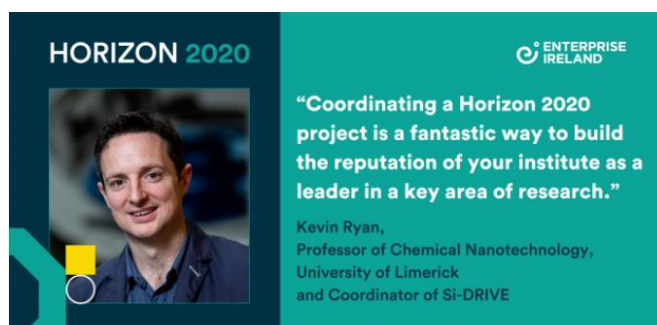 HORIZON 2020
ENTERPRISE
IRELAND
“Coordinating a Horizon 2020
project is a fantastic way to build
the reputation of your institute as a
leader in a key area of research.”
Kevin Ryan,
Professor of Chemical Nanotechnology,
University of Limerick
and Coordinator of Si-DRIVE